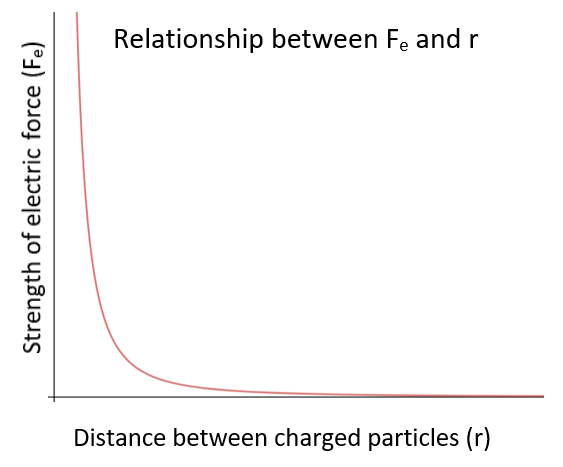 Relationship between Fₑ and r
Strength of electric force (Fₑ)
Distance between charged particles (r)